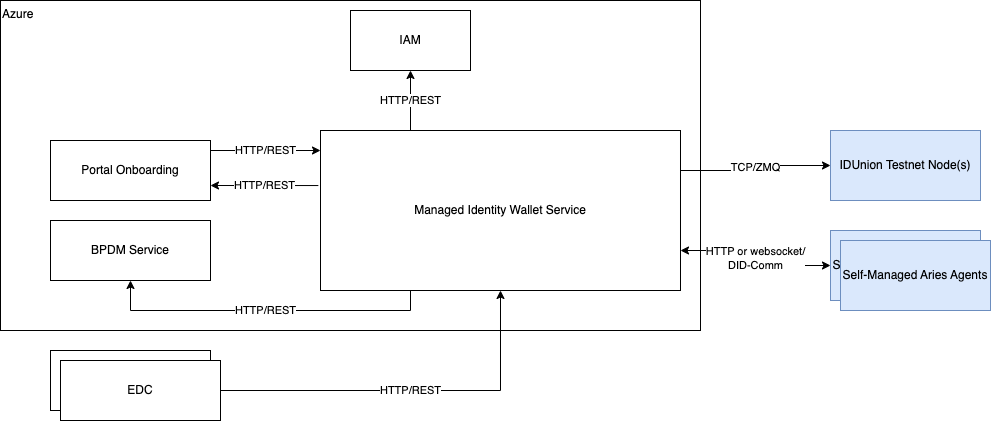 Azure
IAM
HTTP/REST
Portal Onboarding
HTTP/REST
HTTP/REST
Managed Identity Wallet Service
BPDM Service
HTTP/REST
TCP/ZMQ
IDUnion Testnet Node(s)
HTTP or websocket/
DID-Comm
S
Self-Managed Aries Agents
EDC
HTTP/REST